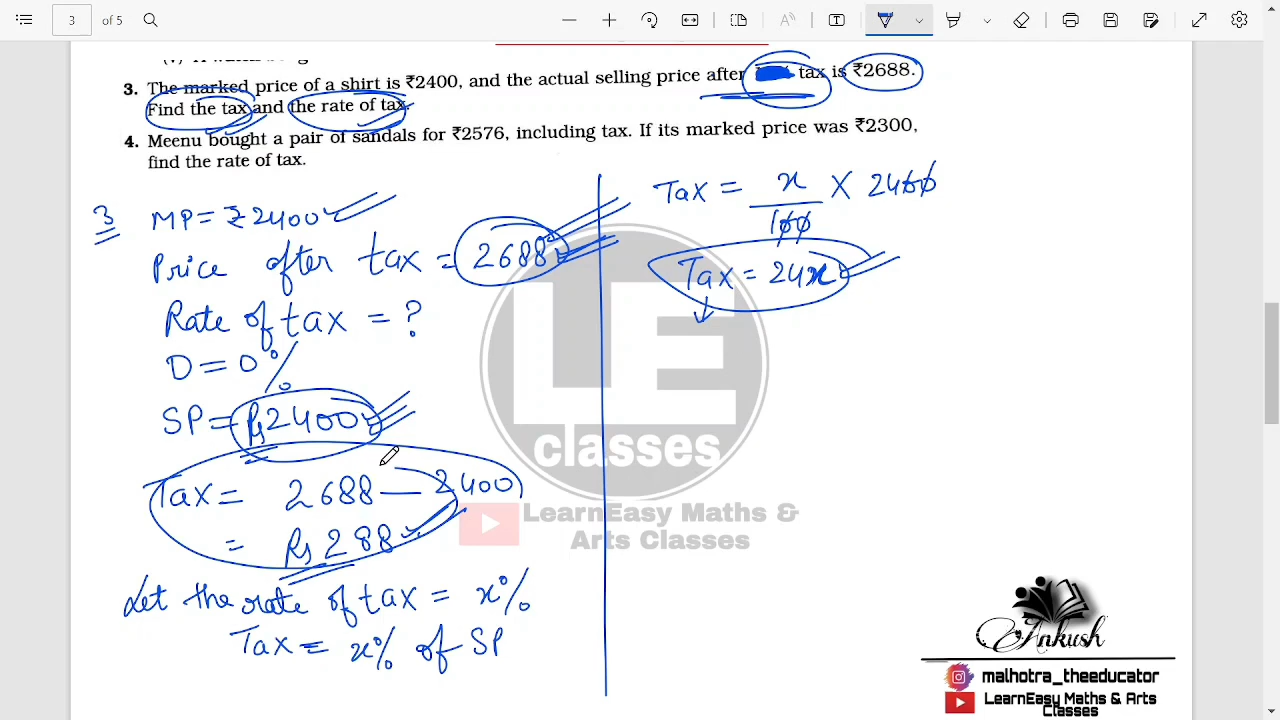 3
of 5
3. The marked price of a shirt is ₹2400, and the actual selling price after tax is ₹2688.
Find the tax and the rate of tax.
4. Meenu bought a pair of sandals for ₹2576, including tax. If its marked price was ₹2300,
find the rate of tax.
3 MP = ₹2400
Price after tax = 2688
Rate of tax = ?
D = 0%
SP = Rs 2400
Tax = 2688 — 2400
= Rs 288
Let the rate of tax = x%
Tax = x% of SP
Tax = x/100 × 2400
Tax = 24x
LE
classes
LearnEasy Maths &
Arts Classes
Ankush
malhotra_theeducator
LearnEasy Maths & Arts
Classes